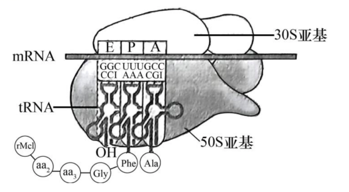 30S亚基
E P A
mRNA
GGC UUU GCC
CCI AAA CGI
tRNA
50S亚基
OH
rMcl
aa2
aa3
Gly
Phe
Ala